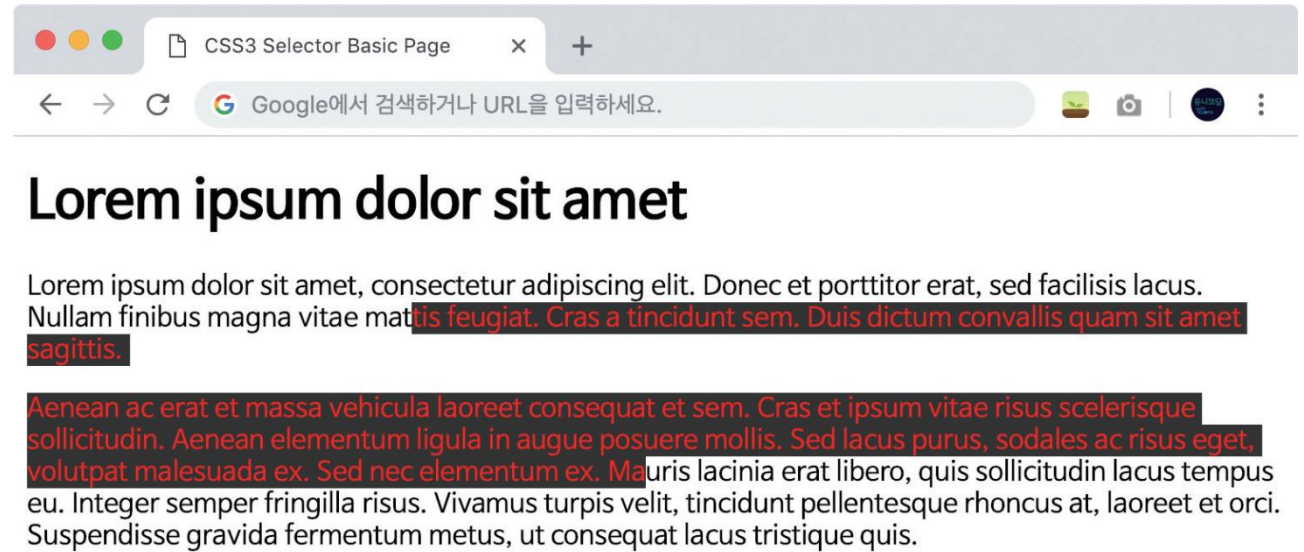 CSS3 Selector Basic Page
Google에서 검색하거나 URL을 입력하세요.
Lorem ipsum dolor sit amet
Lorem ipsum dolor sit amet, consectetur adipiscing elit. Donec et porttitor erat, sed facilisis lacus.
Nullam finibus magna vitae mattis feugiat. Cras a tincidunt sem. Duis dictum convallis quam sit amet
sagittis.
Aenean ac erat et massa vehicula laoreet consequat et sem. Cras et ipsum vitae risus scelerisque
sollicitudin. Aenean elementum ligula in augue posuere mollis. Sed lacus purus, sodales ac risus eget,
volutpat malesuada ex. Sed nec elementum ex. Mauris lacinia erat libero, quis sollicitudin lacus tempus
eu. Integer semper fringilla risus. Vivamus turpis velit, tincidunt pellentesque rhoncus at, laoreet et orci.
Suspendisse gravida fermentum metus, ut consequat lacus tristique quis.